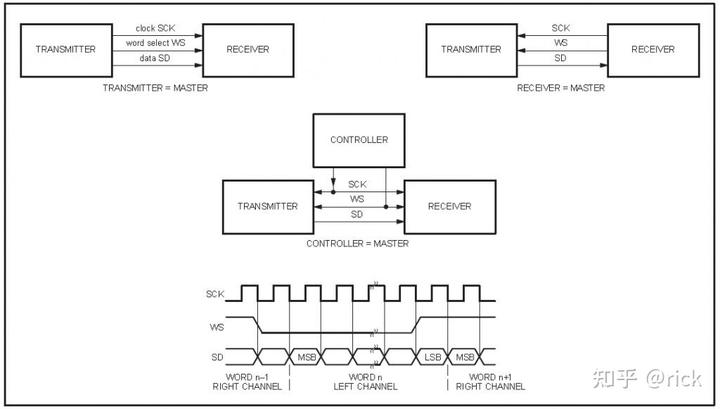 clock SCK
TRANSMITTER
word select WS
RECEIVER
data SD
TRANSMITTER = MASTER
SCK
TRANSMITTER
WS
RECEIVER
SD
RECEIVER = MASTER
CONTROLLER
TRANSMITTER
SCK
WS
RECEIVER
SD
CONTROLLER = MASTER
SCK
WS
SD
MSB
LSB
MSB
WORD n–1
RIGHT CHANNEL
WORD n
LEFT CHANNEL
WORD n+1
RIGHT CHANNEL
知乎 @rick